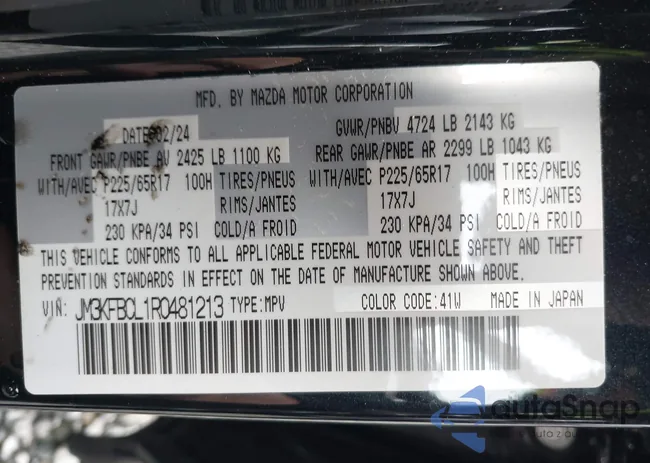 MFD. BY MAZDA MOTOR CORPORATION
DATE:02/24 GVWR/PNBV 4724 LB 2143 KG
FRONT GAWR/PNBE AV 2425 LB 1100 KG REAR GAWR/PNBE AR 2299 LB 1043 KG
WITH/AVEC P225/65R17 100H TIRES/PNEUS WITH/AVEC P225/65R17 100H TIRES/PNEUS
17X7J RIMS/JANTES 17X7J RIMS/JANTES
230 KPA/34 PSI COLD/A FROID 230 KPA/34 PSI COLD/A FROID
THIS VEHICLE CONFORMS TO ALL APPLICABLE FEDERAL MOTOR VEHICLE SAFETY AND THEFT
PREVENTION STANDARDS IN EFFECT ON THE DATE OF MANUFACTURE SHOWN ABOVE.
VIN: JM3KFBCL1R0481213 TYPE:MPV COLOR CODE:41W MADE IN JAPAN
autoSnap